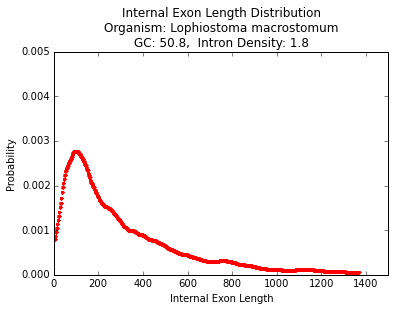 Internal Exon Length Distribution
Organism: Lophiostoma macrostomum
GC: 50.8,  Intron Density: 1.8
0.005
0.004
0.003
0.002
0.001
0.000
Probability
0
200
400
600
800
1000
1200
1400
Internal Exon Length